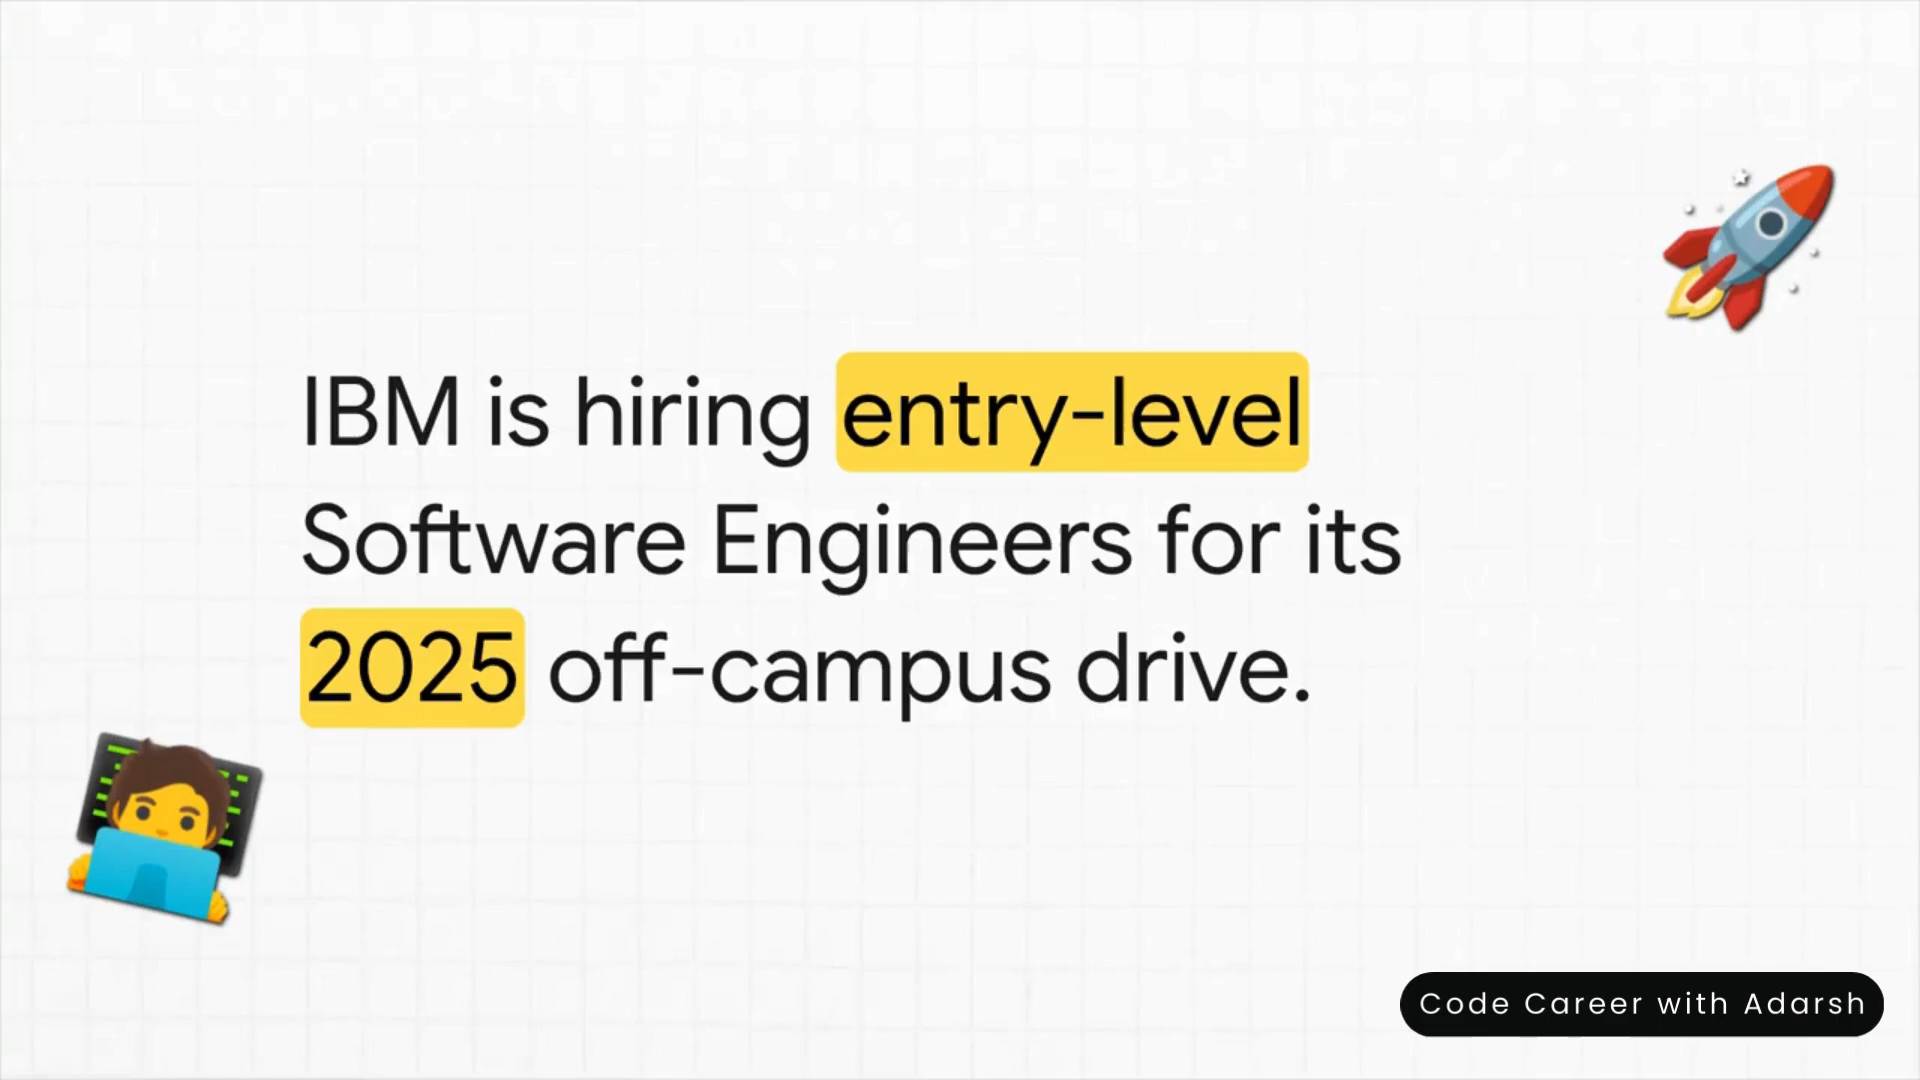 IBM is hiring entry-level
Software Engineers for its
2025 off-campus drive.
Code Career with Adarsh